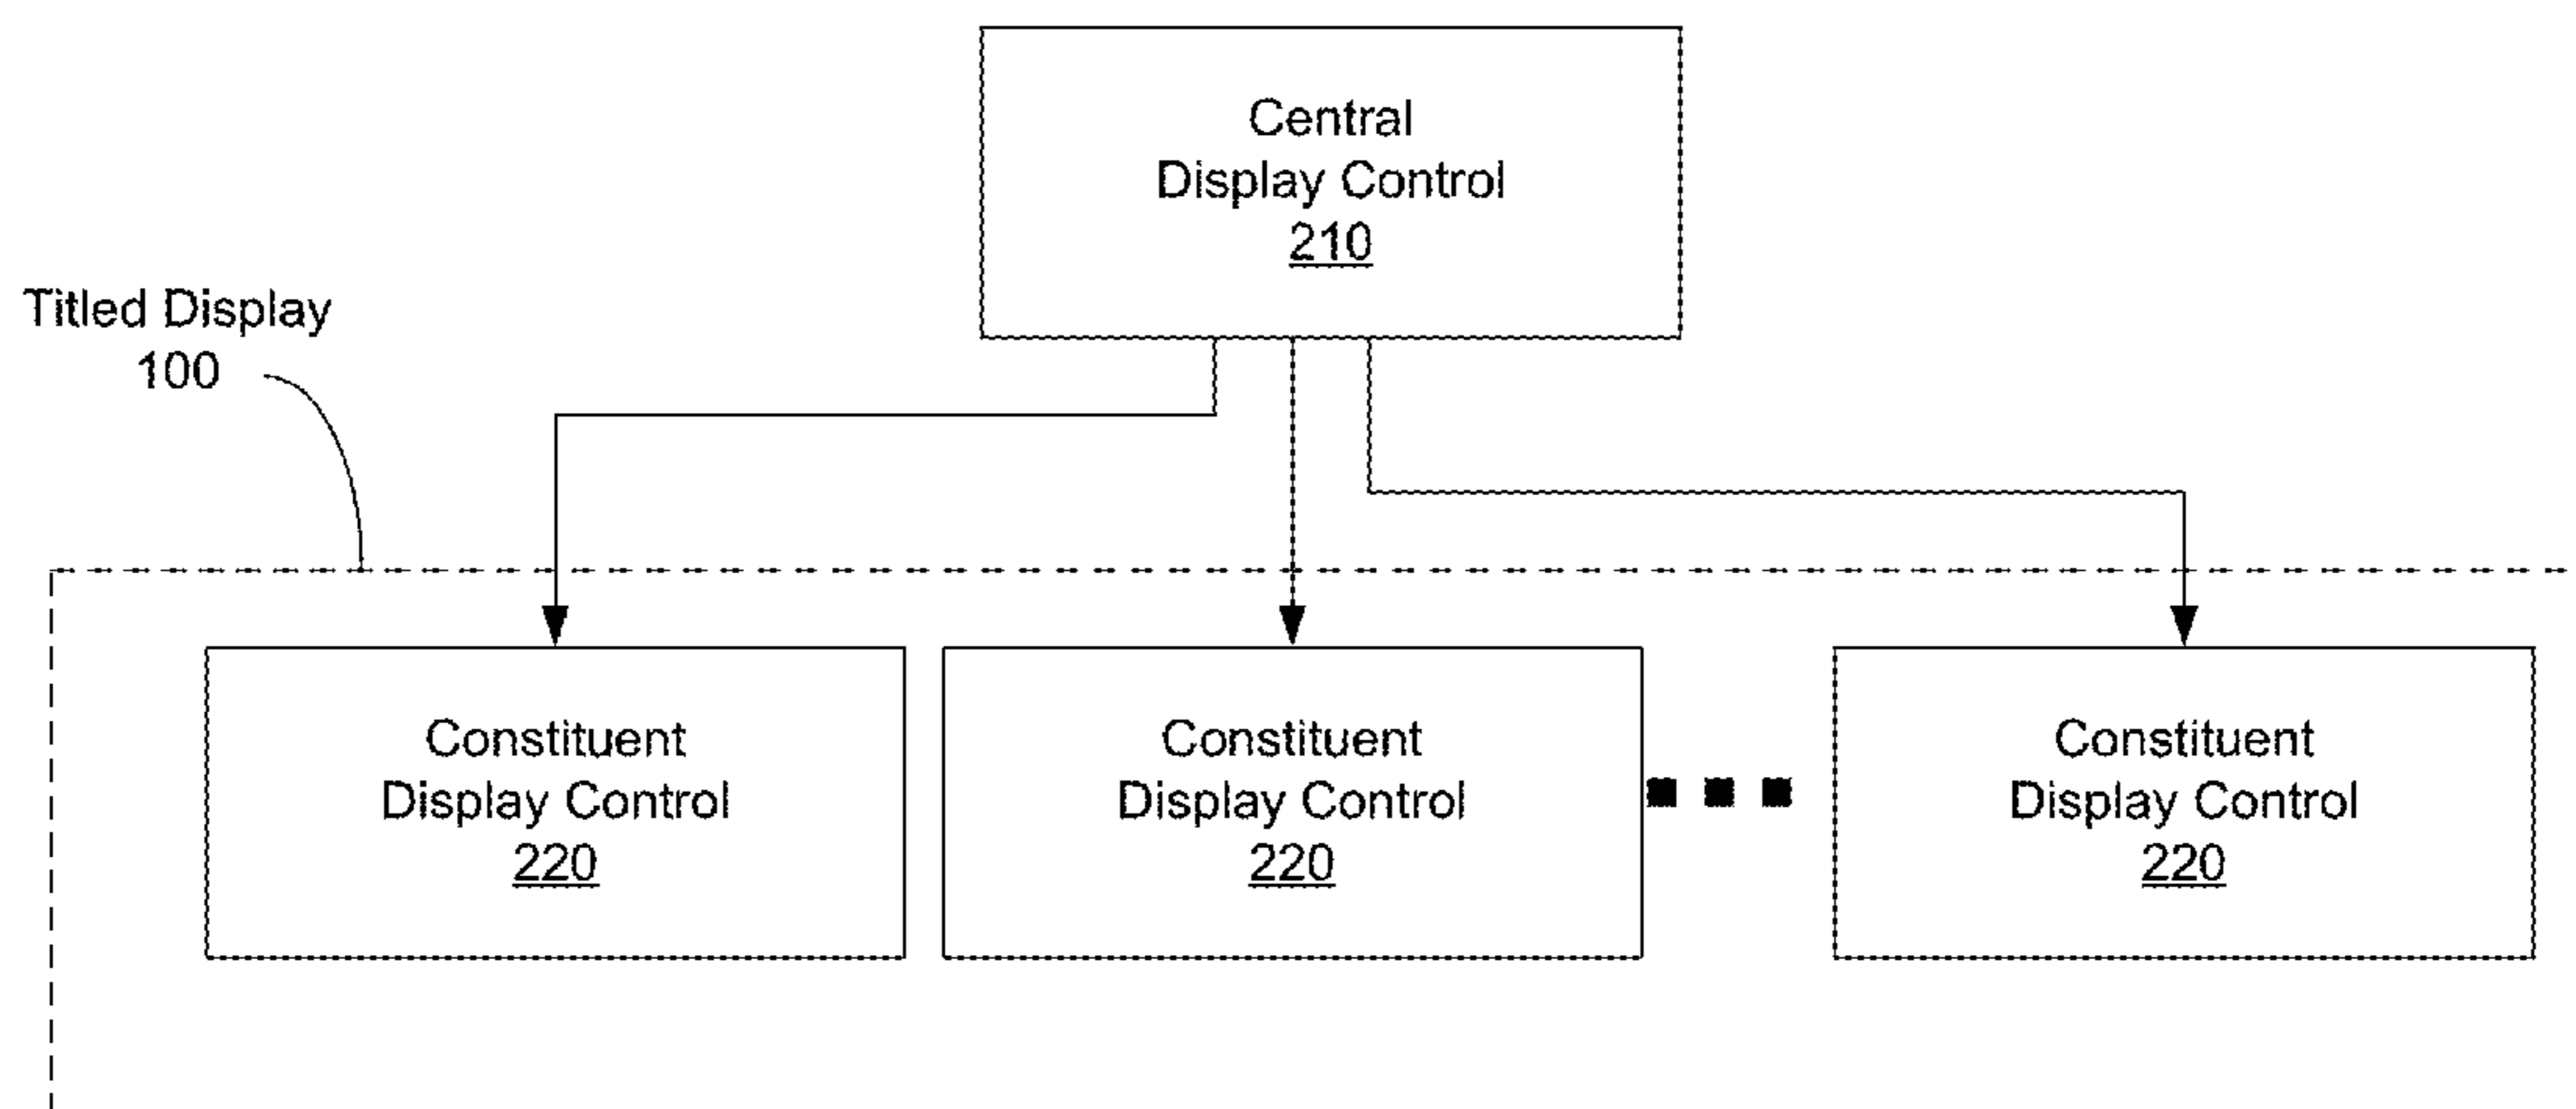 Central
Display Control
210
Titled Display
100
Constituent
Display Control
220
Constituent
Display Control
220
Constituent
Display Control
220